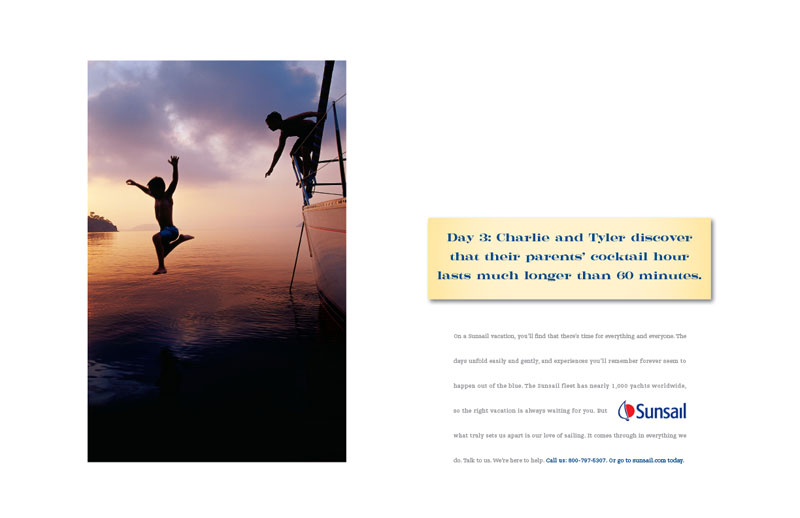 Day 3: Charlie and Tyler discover
that their parents' cocktail hour
lasts much longer than 60 minutes.
On a Sunsail vacation, you'll find that there's time for everything and everyone. The
days unfold easily and gently, and experiences you'll remember forever seem to
happen out of the blue. The Sunsail fleet has nearly 1,000 yachts worldwide,
so the right vacation is always waiting for you. But
Sunsail
what truly sets us apart is our love of sailing. It comes through in everything we
do. Talk to us. We're here to help. Call us: 800-797-5307. Or go to sunsail.com today.